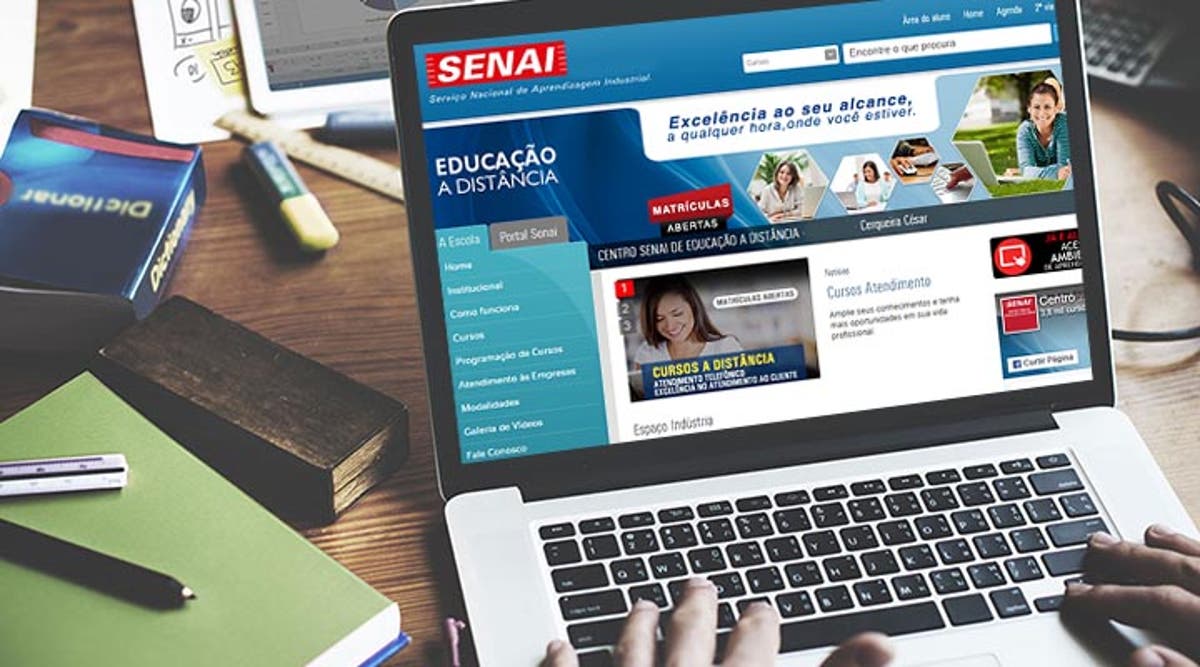 SENAI
Serviço Nacional de Aprendizagem Industrial
Área do aluno Home Agenda 2ª via
Cursos
Encontre o que procura
Excelência ao seu alcance,
a qualquer hora,onde você estiver.
EDUCAÇÃO
A DISTÂNCIA
MATRÍCULAS
ABERTAS
A Escola
Portal Senai
CENTRO SENAI DE EDUCAÇÃO A DISTÂNCIA -
Cerqueira César
Home
Institucional
Como funciona
Cursos
Programação de Cursos
Atendimento às Empresas
Modalidades
Galeria de Vídeos
Fale Conosco
1
2
3
MATRÍCULAS ABERTAS
CURSOS A DISTÂNCIA
ATENDIMENTO TELEFÔNICO
EXCELÊNCIA NO ATENDIMENTO AO CLIENTE
Notícias
Cursos Atendimento
Amplie seus conhecimentos e tenha
mais oportunidades em sua vida
profissional.
Espaço Indústria
ACE
AMBI
DE APREND
SENAI
Centro
Curtir Página
Dictionar
Dictionary